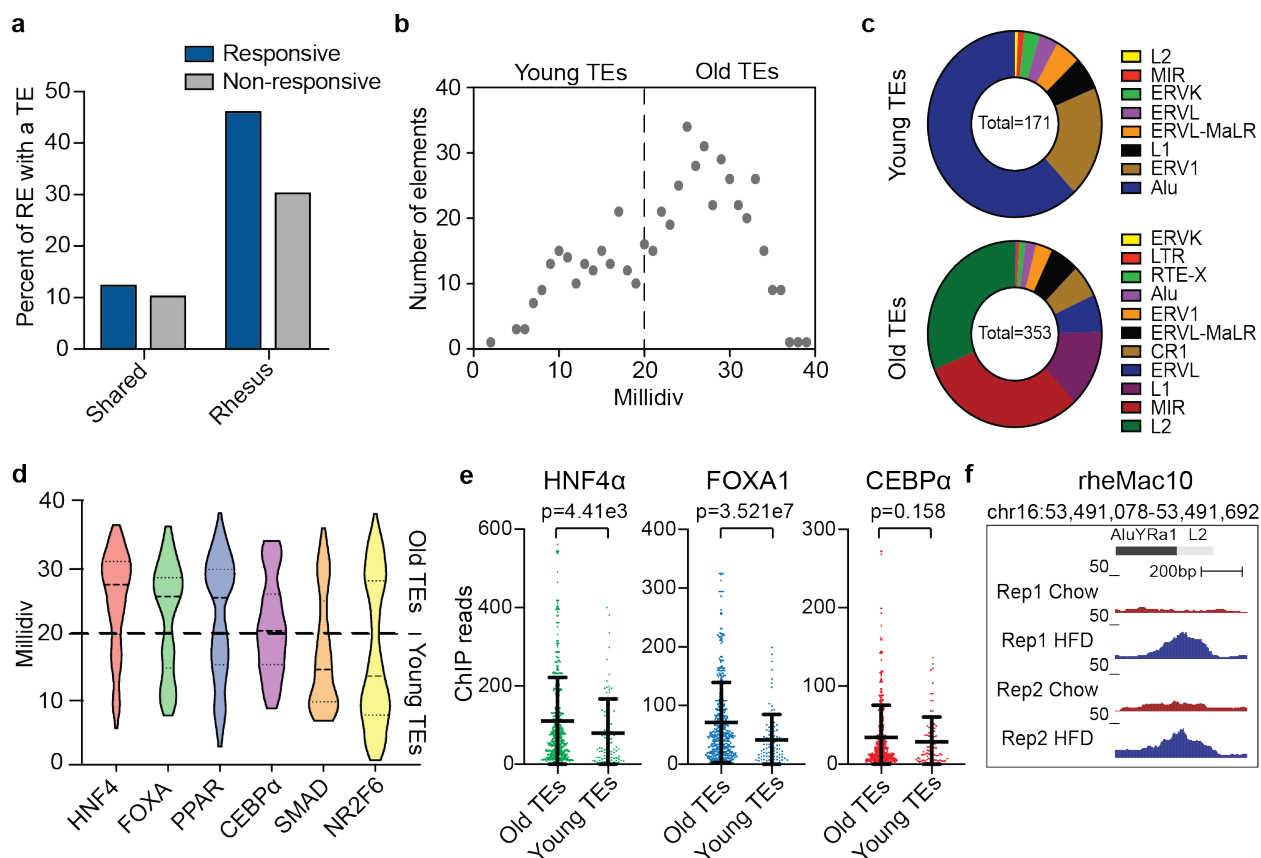 a
Responsive
Non-responsive
Percent of RE with a TE
50
40
30
20
10
0
Shared
Rhesus
b
Young TEs
Old TEs
Number of elements
40
30
20
10
0
0
10
20
30
40
Millidiv
c
Young TEs
Total=171
L2
MIR
ERVK
ERVL
ERVL-MaLR
L1
ERV1
Alu
Old TEs
Total=353
ERVK
LTR
RTE-X
Alu
ERV1
ERVL-MaLR
CR1
ERVL
L1
MIR
L2
d
Millidiv
40
30
20
10
0
Old TEs
Young TEs
HNF4
FOXA
PPAR
CEBPα
SMAD
NR2F6
e
ChIP reads
HNF4α
p=4.41e3
600
400
200
0
Old TEs
Young TEs
FOXA1
p=3.521e7
400
300
200
100
0
Old TEs
Young TEs
CEBPα
p=0.158
300
200
100
0
Old TEs
Young TEs
f
rheMac10
chr16:53,491,078-53,491,692
AluYRa1 L2
50
200bp
Rep1 Chow
50
Rep1 HFD
50
Rep2 Chow
50
Rep2 HFD